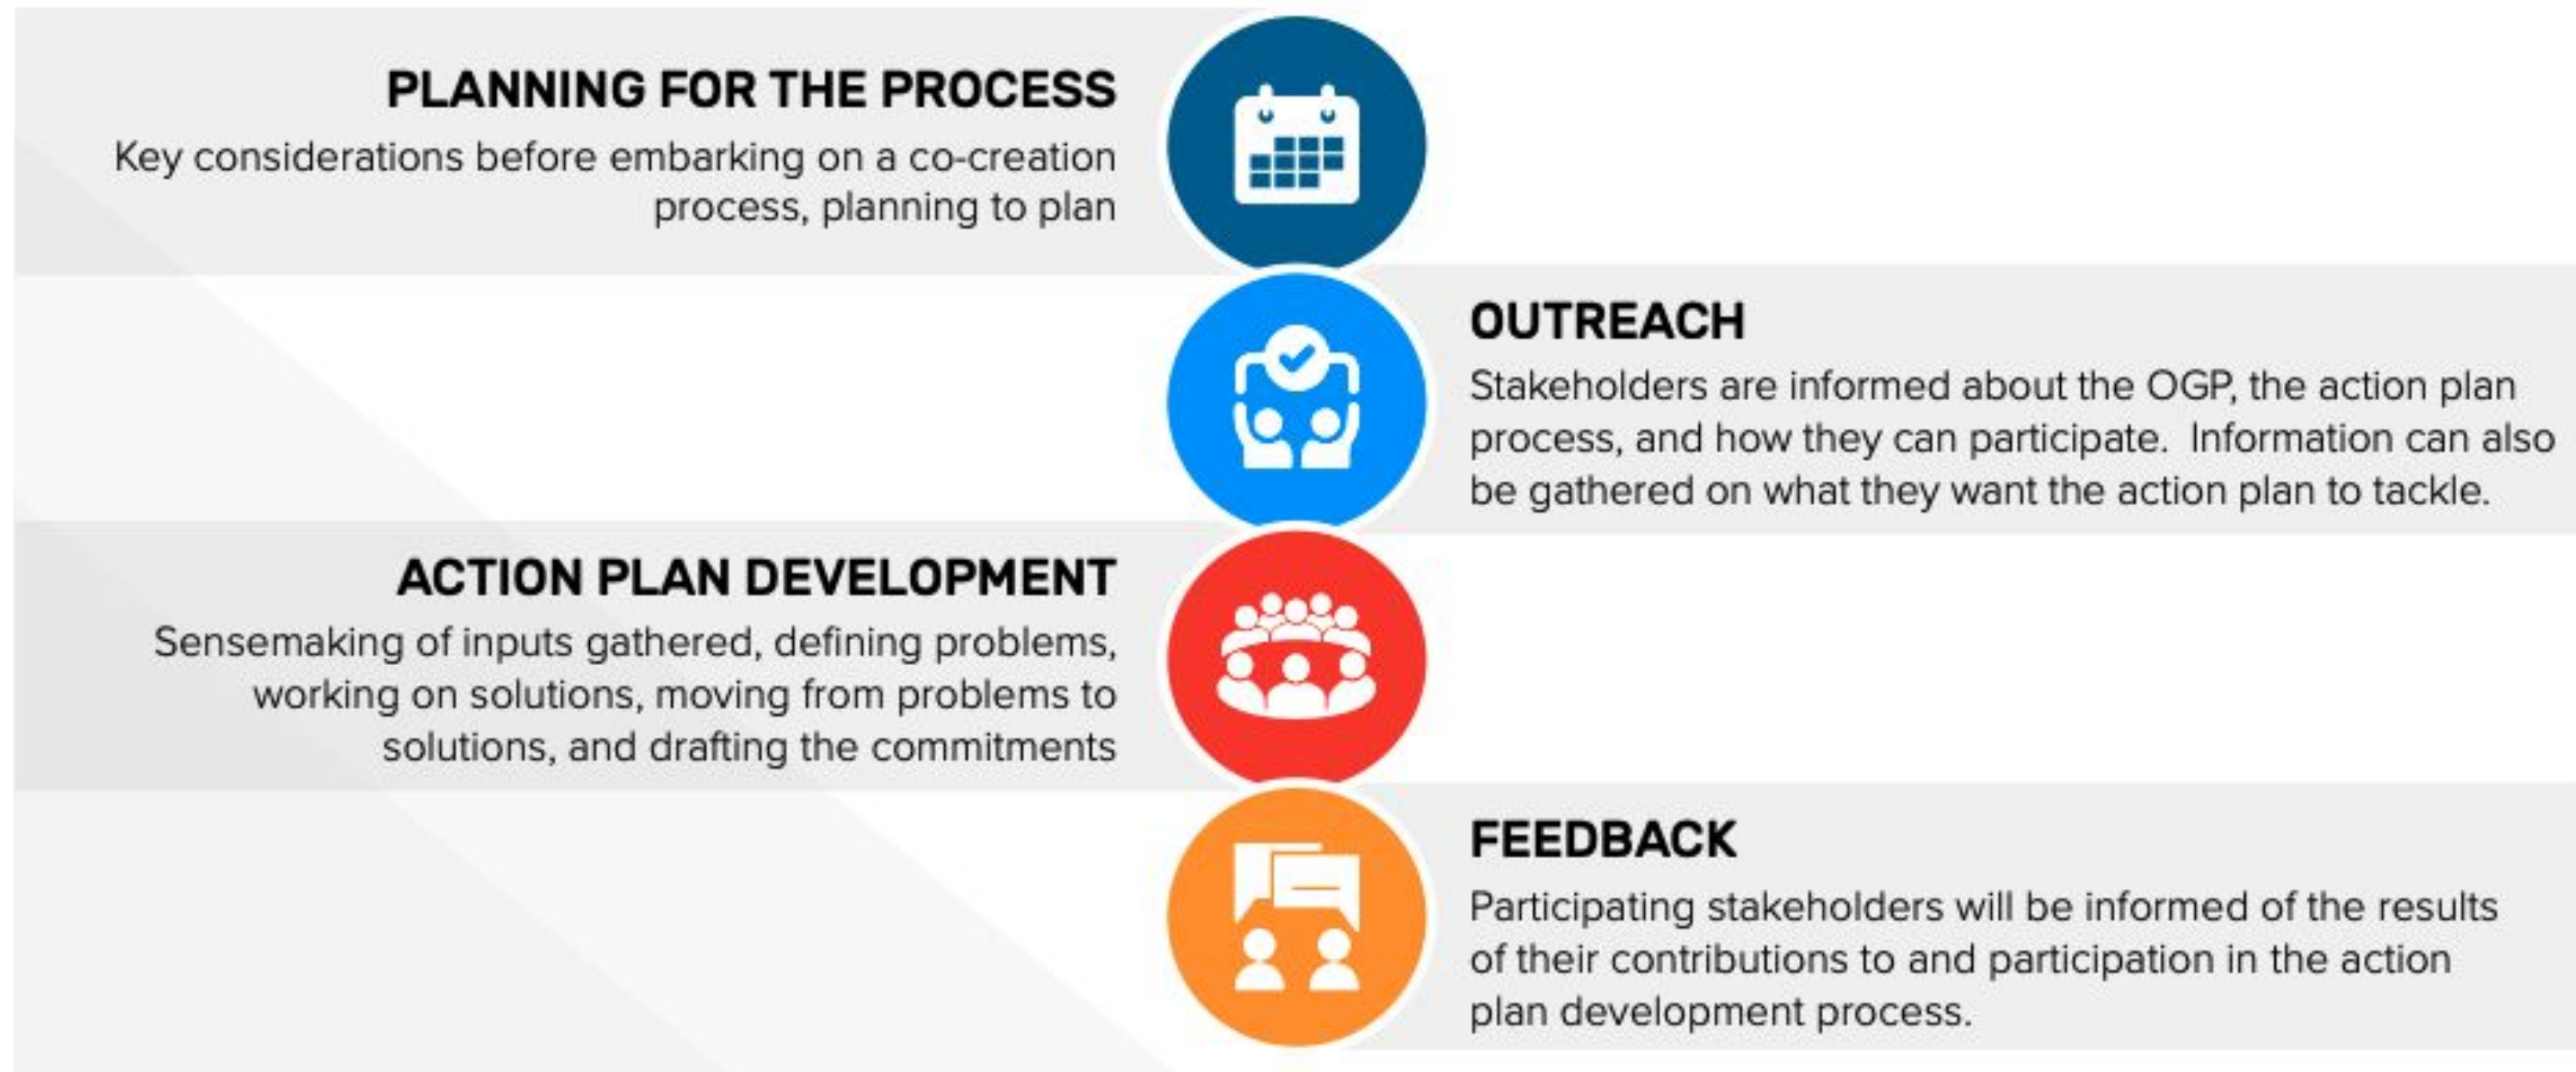 PLANNING FOR THE PROCESS
Key considerations before embarking on a co-creation
process, planning to plan
OUTREACH
Stakeholders are informed about the OGP, the action plan
process, and how they can participate.  Information can also
be gathered on what they want the action plan to tackle.
ACTION PLAN DEVELOPMENT
Sensemaking of inputs gathered, defining problems,
working on solutions, moving from problems to
solutions, and drafting the commitments
FEEDBACK
Participating stakeholders will be informed of the results
of their contributions to and participation in the action
plan development process.